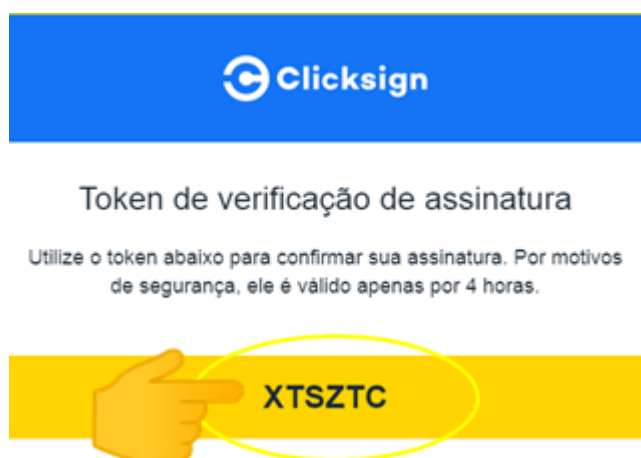 Clicksign
Token de verificação de assinatura
Utilize o token abaixo para confirmar sua assinatura. Por motivos
de segurança, ele é válido apenas por 4 horas.
XTSZTC